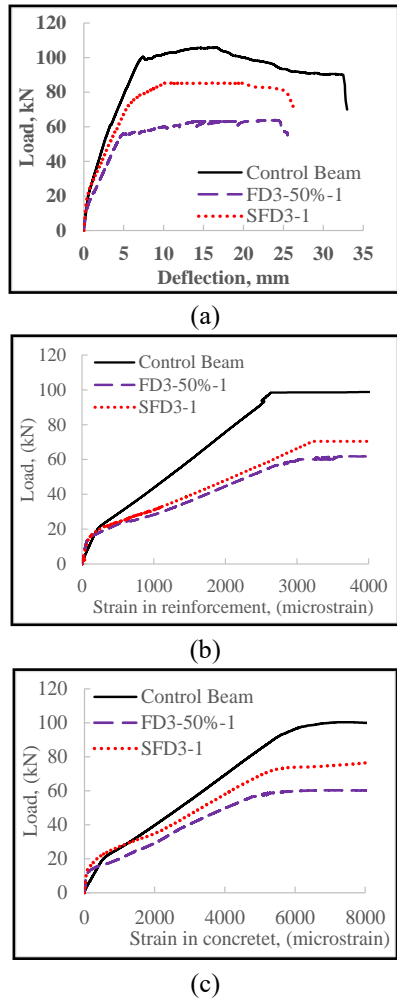 120
100
80
60
40
20
0
Load, kN
Control Beam
FD3-50%-1
SFD3-1
0 5 10 15 20 25 30 35
Deflection, mm
(a)
120
100
80
60
40
20
0
Load, (kN)
Control Beam
FD3-50%-1
SFD3-1
0 1000 2000 3000 4000
Strain in reinforcement, (microstrain)
(b)
120
100
80
60
40
20
0
Load, (kN)
Control Beam
FD3-50%-1
SFD3-1
0 2000 4000 6000 8000
Strain in concretet, (microstrain)
(c)